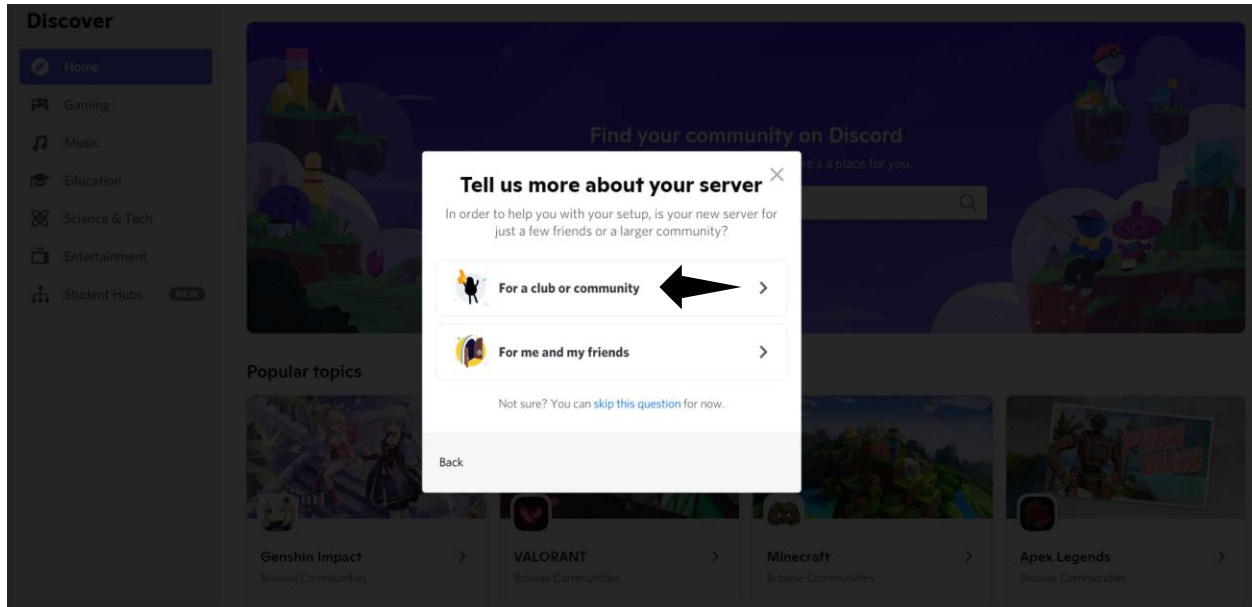 Discover
Home
Gaming
Music
Education
Science & Tech
Entertainment
Student Hubs NEW
Find your community on Discord
re's a place for you.
Tell us more about your server
In order to help you with your setup, is your new server for
just a few friends or a larger community?
For a club or community
For me and my friends
Not sure? You can skip this question for now.
Back
Popular topics
Genshin Impact
Browse Communities
VALORANT
Browse Communities
Minecraft
Browse Communities
Apex Legends
Browse Communities